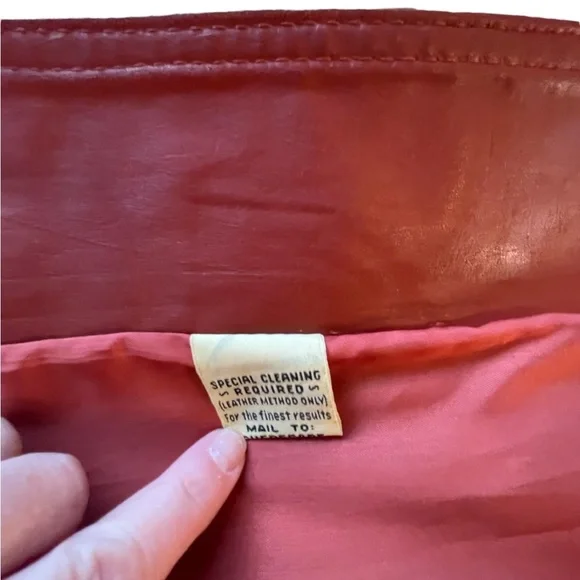 SPECIAL CLEANING
~ REQUIRED ~
(LEATHER METHOD ONLY)
For the finest results
MAIL TO: